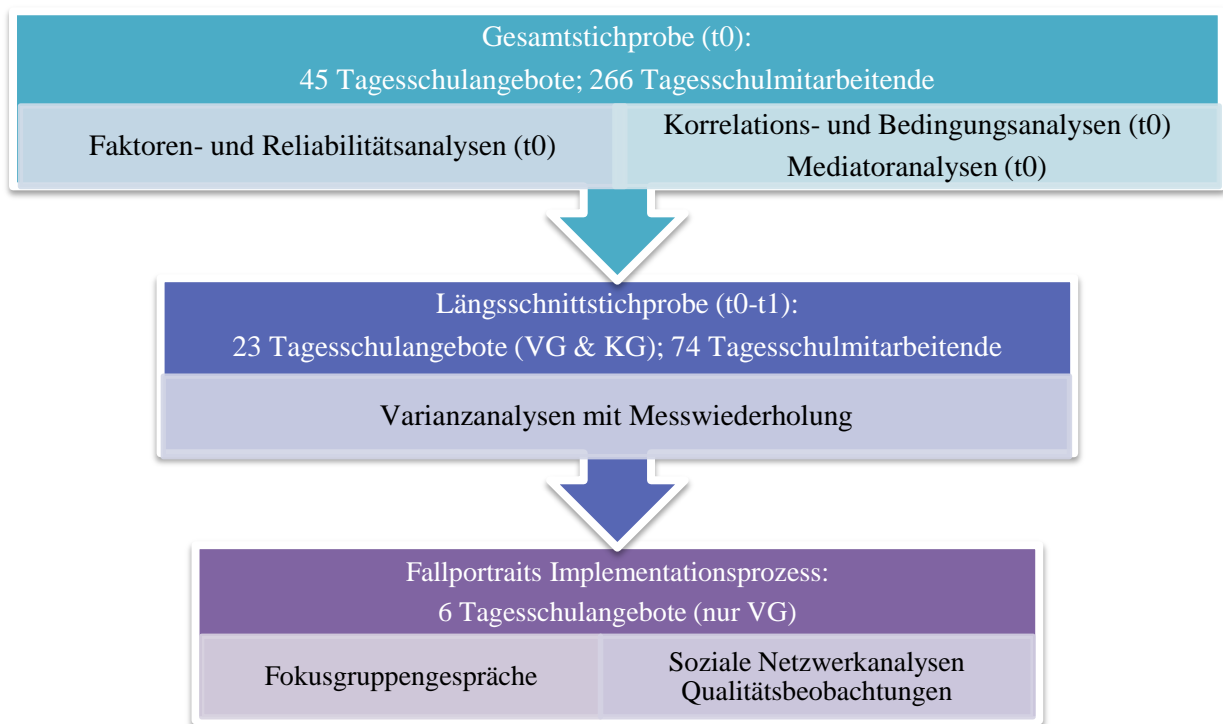 Gesamtstichprobe (t0):
45 Tagesschulangebote; 266 Tagesschulmitarbeitende
Faktoren- und Reliabilitätsanalysen (t0)
Korrelations- und Bedingungsanalysen (t0)
Mediatoranalysen (t0)
Längsschnittstichprobe (t0-t1):
23 Tagesschulangebote (VG & KG); 74 Tagesschulmitarbeitende
Varianzanalysen mit Messwiederholung
Fallportraits Implementationsprozess:
6 Tagesschulangebote (nur VG)
Fokusgruppengespräche
Soziale Netzwerkanalysen
Qualitätsbeobachtungen